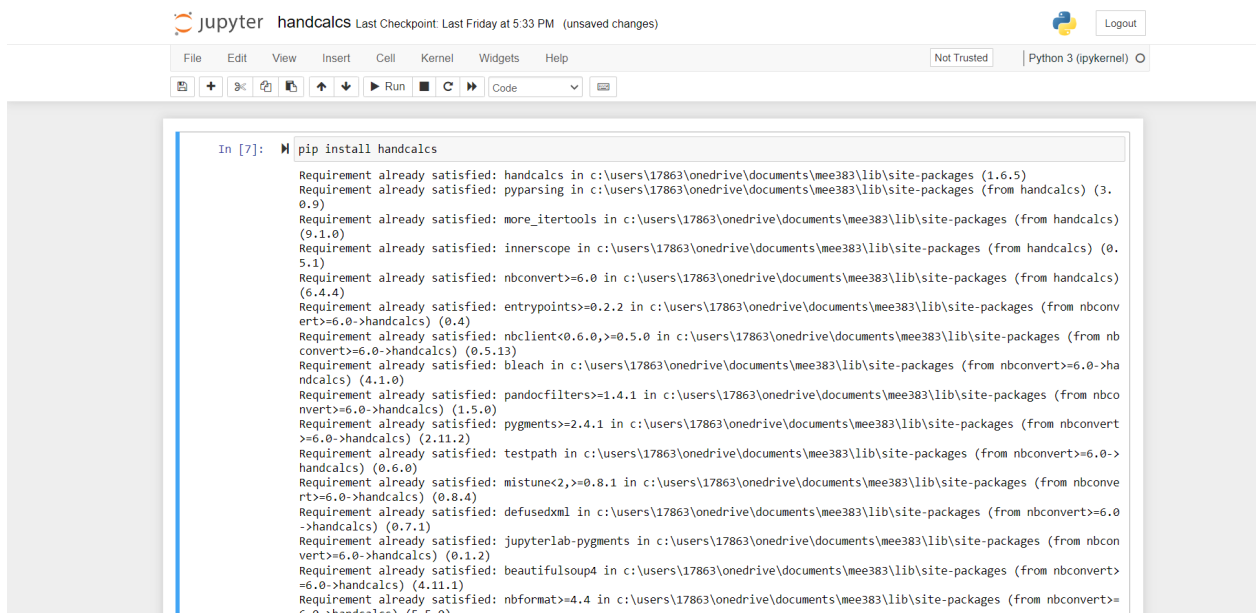 jupyter handcalcs Last Checkpoint: Last Friday at 5:33 PM (unsaved changes)
Logout
File Edit View Insert Cell Kernel Widgets Help
Not Trusted
Python 3 (ipykernel)
Run
Code
In [7]:
pip install handcalcs
Requirement already satisfied: handcalcs in c:\users\17863\onedrive\documents\mee383\lib\site-packages (1.6.5)
Requirement already satisfied: pyparsing in c:\users\17863\onedrive\documents\mee383\lib\site-packages (from handcalcs) (3.
0.9)
Requirement already satisfied: more_itertools in c:\users\17863\onedrive\documents\mee383\lib\site-packages (from handcalcs)
(9.1.0)
Requirement already satisfied: innerscope in c:\users\17863\onedrive\documents\mee383\lib\site-packages (from handcalcs) (0.
5.1)
Requirement already satisfied: nbconvert>=6.0 in c:\users\17863\onedrive\documents\mee383\lib\site-packages (from handcalcs)
(6.4.4)
Requirement already satisfied: entrypoints>=0.2.2 in c:\users\17863\onedrive\documents\mee383\lib\site-packages (from nbconv
ert>=6.0->handcalcs) (0.4)
Requirement already satisfied: nbclient<0.6.0,>=0.5.0 in c:\users\17863\onedrive\documents\mee383\lib\site-packages (from nb
convert>=6.0->handcalcs) (0.5.13)
Requirement already satisfied: bleach in c:\users\17863\onedrive\documents\mee383\lib\site-packages (from nbconvert>=6.0->ha
ndcalcs) (4.1.0)
Requirement already satisfied: pandocfilters>=1.4.1 in c:\users\17863\onedrive\documents\mee383\lib\site-packages (from nbco
nvert>=6.0->handcalcs) (1.5.0)
Requirement already satisfied: pygments>=2.4.1 in c:\users\17863\onedrive\documents\mee383\lib\site-packages (from nbconvert
>=6.0->handcalcs) (2.11.2)
Requirement already satisfied: testpath in c:\users\17863\onedrive\documents\mee383\lib\site-packages (from nbconvert>=6.0->
handcalcs) (0.6.0)
Requirement already satisfied: mistune<2,>=0.8.1 in c:\users\17863\onedrive\documents\mee383\lib\site-packages (from nbconve
rt>=6.0->handcalcs) (0.8.4)
Requirement already satisfied: defusedxml in c:\users\17863\onedrive\documents\mee383\lib\site-packages (from nbconvert>=6.0
->handcalcs) (0.7.1)
Requirement already satisfied: jupyterlab-pygments in c:\users\17863\onedrive\documents\mee383\lib\site-packages (from nbcon
vert>=6.0->handcalcs) (0.1.2)
Requirement already satisfied: beautifulsoup4 in c:\users\17863\onedrive\documents\mee383\lib\site-packages (from nbconvert>
=6.0->handcalcs) (4.11.1)
Requirement already satisfied: nbformat>=4.4 in c:\users\17863\onedrive\documents\mee383\lib\site-packages (from nbconvert>=